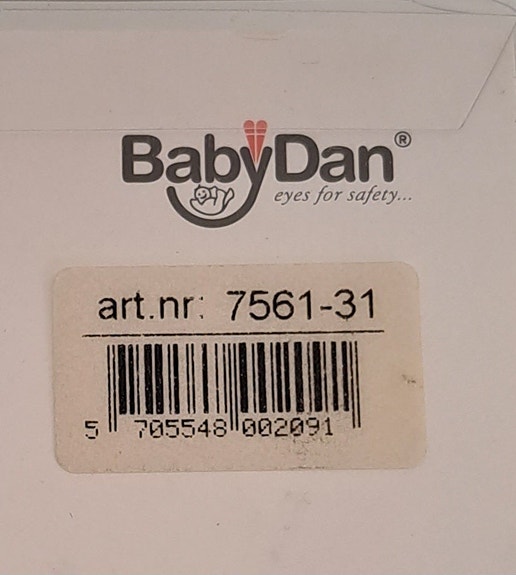 BabyDan®
eyes for safety...
art.nr: 7561-31
5 705548 002091